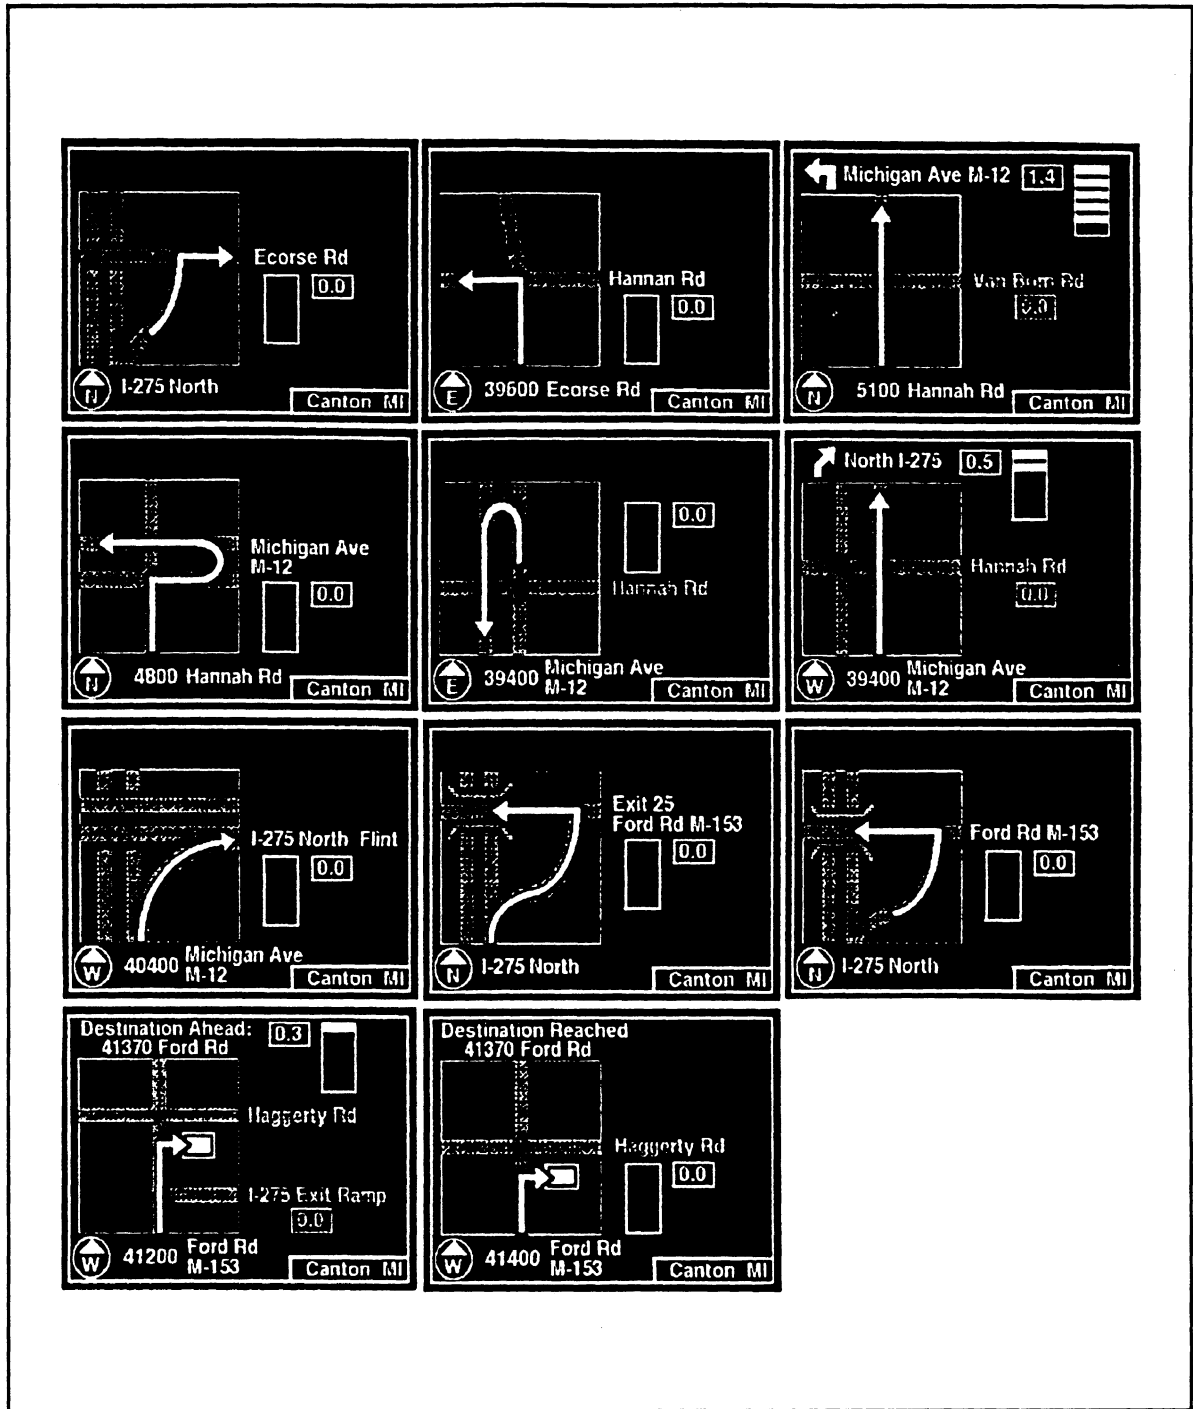 Ecorse Rd
0.0
N
I-275 North
Canton MI
Hannan Rd
0.0
E
39600 Ecorse Rd
Canton MI
Michigan Ave M-12 1.4
Van Born Rd
0.0
N
5100 Hannah Rd
Canton MI
Michigan Ave
M-12
0.0
N
4800 Hannah Rd
Canton MI
0.0
Hannah Rd
E
39400 Michigan Ave
M-12
Canton MI
North I-275 0.5
Hannah Rd
0.0
W
39400 Michigan Ave
M-12
Canton MI
I-275 North Flint
0.0
W
40400 Michigan Ave
M-12
Canton MI
Exit 25
Ford Rd M-153
0.0
N
I-275 North
Canton MI
Ford Rd M-153
0.0
N
I-275 North
Canton MI
Destination Ahead: 0.3
41370 Ford Rd
Haggerty Rd
I-275 Exit Ramp
0.0
W
41200 Ford Rd
M-153
Canton MI
Destination Reached
41370 Ford Rd
Haggerty Rd
0.0
W
41400 Ford Rd
M-153
Canton MI